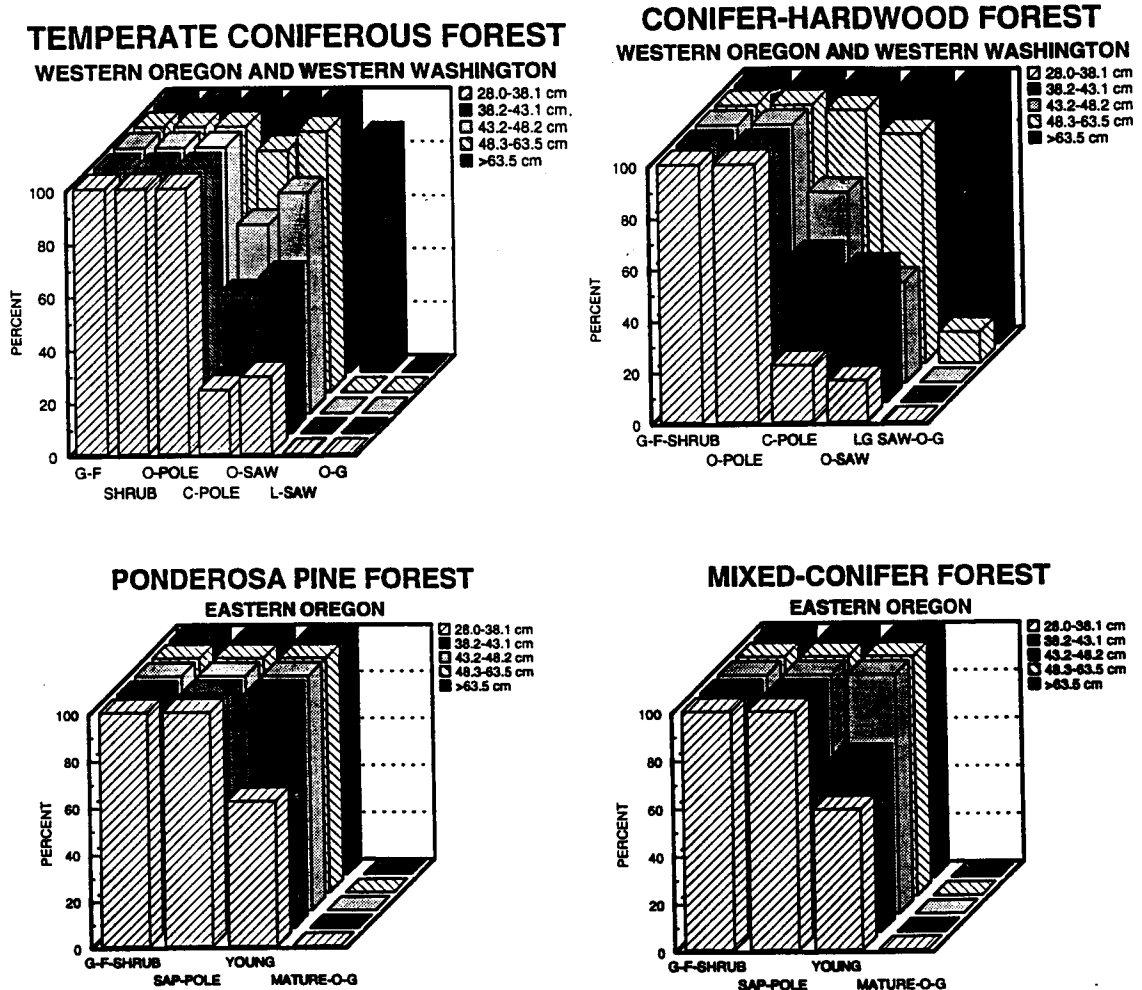 TEMPERATE CONIFEROUS FOREST
WESTERN OREGON AND WESTERN WASHINGTON
28.0-38.1 cm
38.2-43.1 cm.
43.2-48.2 cm
48.3-63.5 cm
>63.5 cm
PERCENT
100
80
60
40
20
0
G-F O-POLE O-SAW O-G
SHRUB C-POLE L-SAW
CONIFER-HARDWOOD FOREST
WESTERN OREGON AND WESTERN WASHINGTON
28.0-38.1 cm
38.2-43.1 cm
43.2-48.2 cm
48.3-63.5 cm
>63.5 cm
PERCENT
100
80
60
40
20
0
G-F-SHRUB C-POLE LG SAW-O-G
O-POLE O-SAW
PONDEROSA PINE FOREST
EASTERN OREGON
28.0-38.1 cm
38.2-43.1 cm
43.2-48.2 cm
48.3-63.5 cm
>63.5 cm
PERCENT
100
80
60
40
20
0
G-F-SHRUB YOUNG
SAP-POLE MATURE-O-G
MIXED-CONIFER FOREST
EASTERN OREGON
28.0-38.1 cm
38.2-43.1 cm
43.2-48.2 cm
48.3-63.5 cm
>63.5 cm
PERCENT
100
80
60
40
20
0
G-F-SHRUB YOUNG
SAP-POLE MATURE-O-G